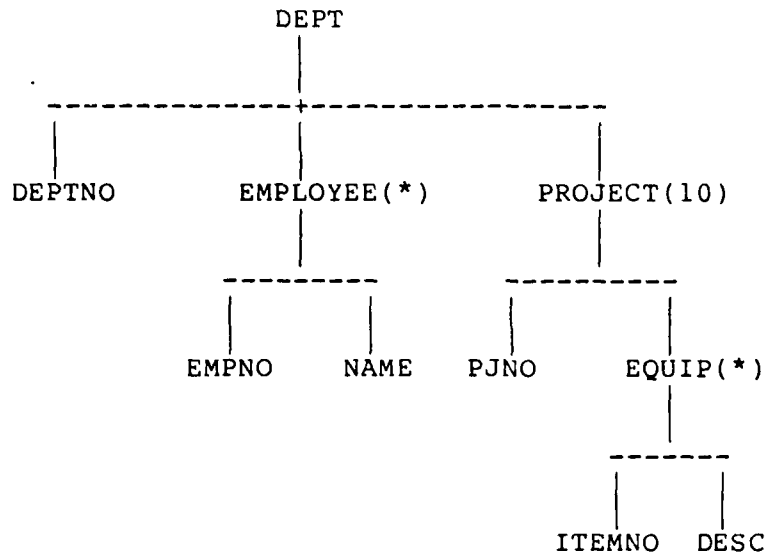 DEPT
DEPTNO EMPLOYEE(*) PROJECT(10)
EMPNO NAME PJNO EQUIP(*)
ITEMNO DESC